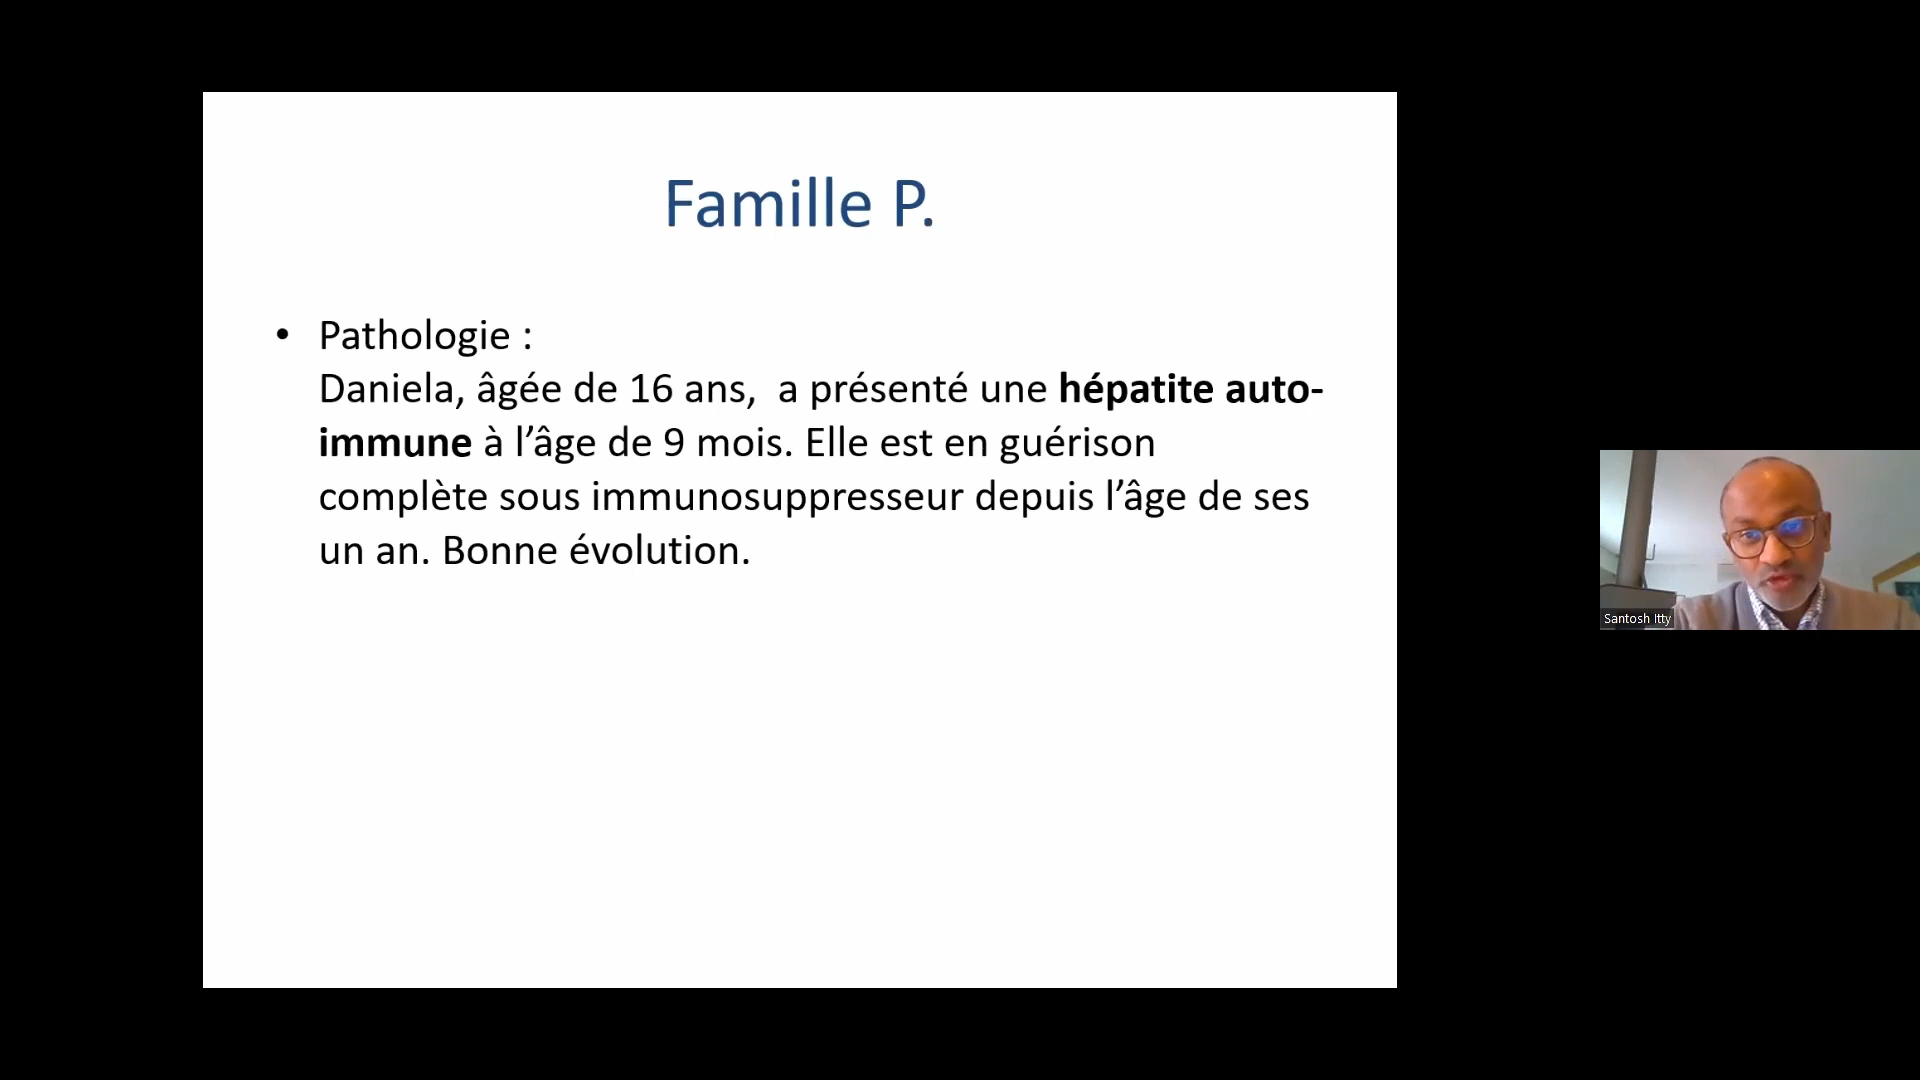 Famille P.
• Pathologie :
Daniela, âgée de 16 ans,  a présenté une hépatite auto-
immune à l’âge de 9 mois. Elle est en guérison
complète sous immunosuppresseur depuis l’âge de ses
un an. Bonne évolution.
Santosh Itty